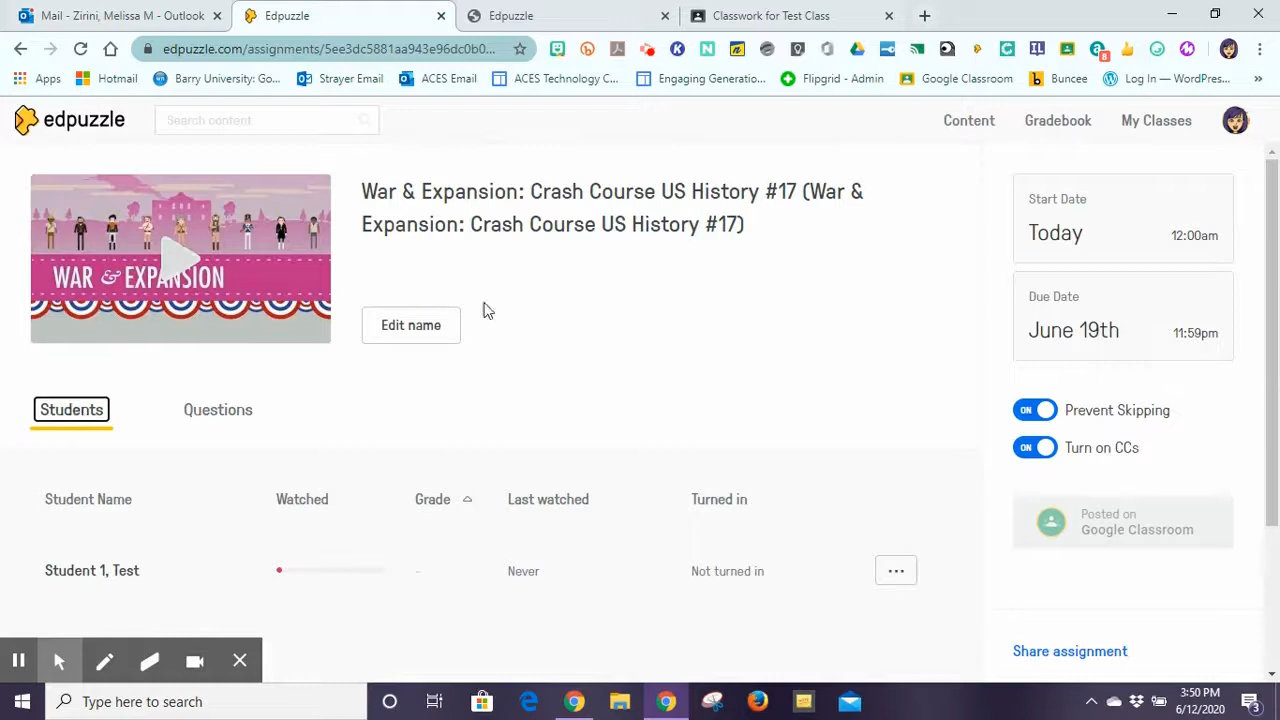 Mail - Zirini, Melissa M - Outlook
Edpuzzle
Edpuzzle
Classwork for Test Class
edpuzzle.com/assignments/5ee3dc5881aa943e96dc0b0...
Apps
Hotmail
Barry University: Go...
Strayer Email
ACES Email
ACES Technology C...
Engaging Generatio...
Flipgrid - Admin
Google Classroom
Buncee
Log In — WordPres...
edpuzzle
Search content
Content
Gradebook
My Classes
WAR & EXPANSION
War & Expansion: Crash Course US History #17 (War &
Expansion: Crash Course US History #17)
Edit name
Start Date
Today
12:00am
Due Date
June 19th
11:59pm
Students
Questions
ON
Prevent Skipping
ON
Turn on CCs
Posted on
Google Classroom
Student Name
Watched
Grade
Last watched
Turned in
Student 1, Test
-
Never
Not turned in
...
Share assignment
Type here to search
3:50 PM
6/12/2020
3